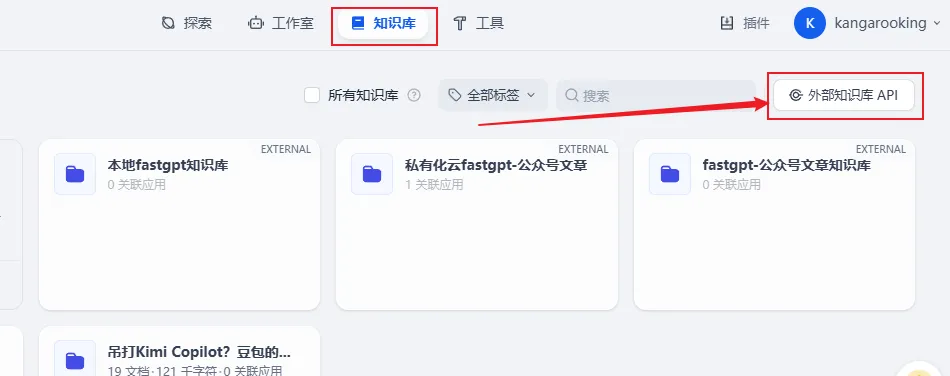 探索
工作室
知识库
工具
插件
K
kangarooking
所有知识库
全部标签
搜索
外部知识库 API
EXTERNAL
本地fastgpt知识库
0 关联应用
EXTERNAL
私有化云fastgpt-公众号文章
1 关联应用
EXTERNAL
fastgpt-公众号文章知识库
0 关联应用
吊打Kimi Copilot？豆包的...
19 文档·121 千字符·0 关联应用